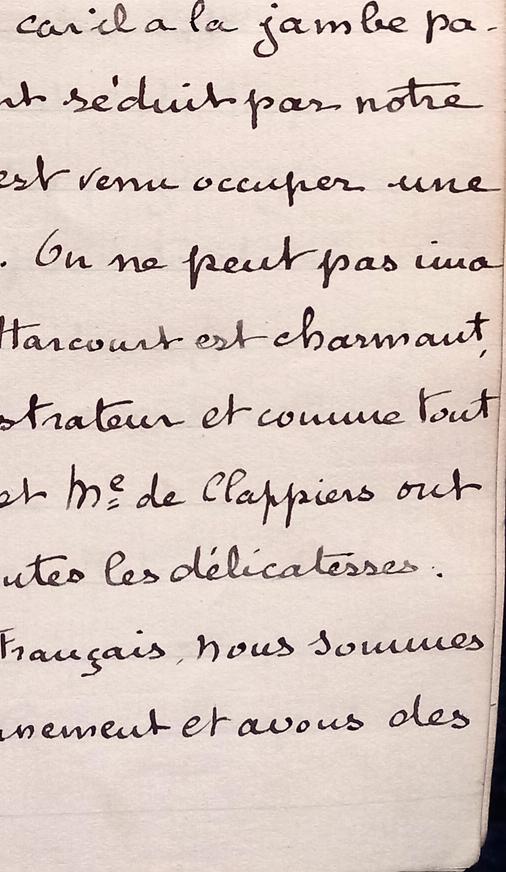 car il a la jambe pa-
nt séduit par notre
est venu occuper une
. On ne peut pas ima
Harcourt est charmant,
strateur et comme tout
et Mᵉ de Clappiers ont
utes les délicatesses.
Français, nous sommes
nnement et avons des